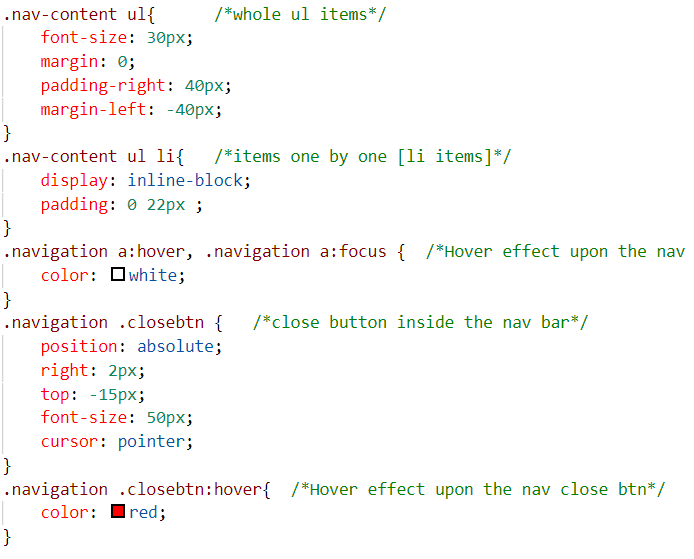 .nav-content ul{      /*whole ul items*/
    font-size: 30px;
    margin: 0;
    padding-right: 40px;
    margin-left: -40px;
}
.nav-content ul li{   /*items one by one [li items]*/
    display: inline-block;
    padding: 0 22px ;
}
.navigation a:hover, .navigation a:focus {  /*Hover effect upon the nav
    color: white;
}
.navigation .closebtn {   /*close button inside the nav bar*/
    position: absolute;
    right: 2px;
    top: -15px;
    font-size: 50px;
    cursor: pointer;
}
.navigation .closebtn:hover{  /*Hover effect upon the nav close btn*/
    color: red;
}